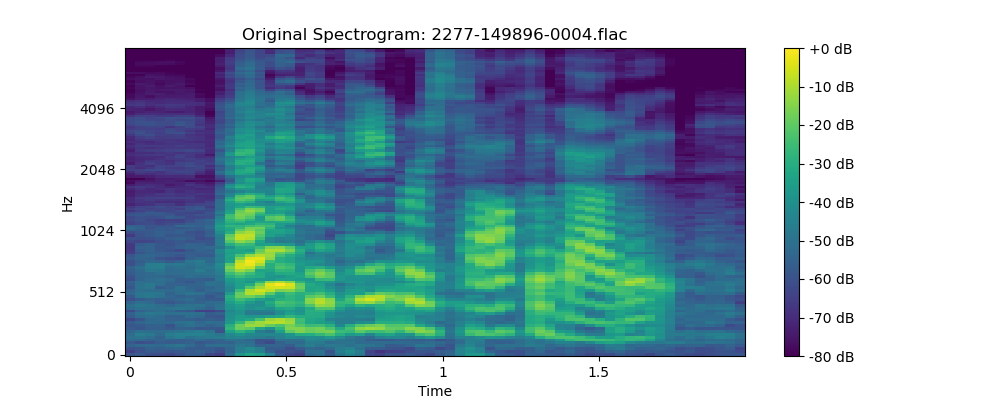 Original Spectrogram: 2277-149896-0004.flac
Hz
4096
2048
1024
512
0
0
0.5
1
1.5
Time
+0 dB
-10 dB
-20 dB
-30 dB
-40 dB
-50 dB
-60 dB
-70 dB
-80 dB